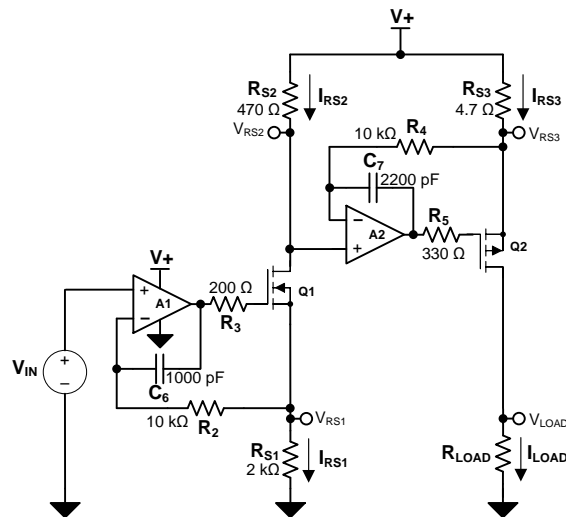 V+
RS2
470 Ω
IRS2
VRS2
RS3
4.7 Ω
IRS3
VRS3
10 kΩ
R4
C7
2200 pF
−
+
A2
R5
330 Ω
Q2
V+
+
−
A1
200 Ω
R3
Q1
VIN
+
−
C6
1000 pF
10 kΩ
R2
VRS1
RS1
2 kΩ
IRS1
VLOAD
RLOAD
ILOAD